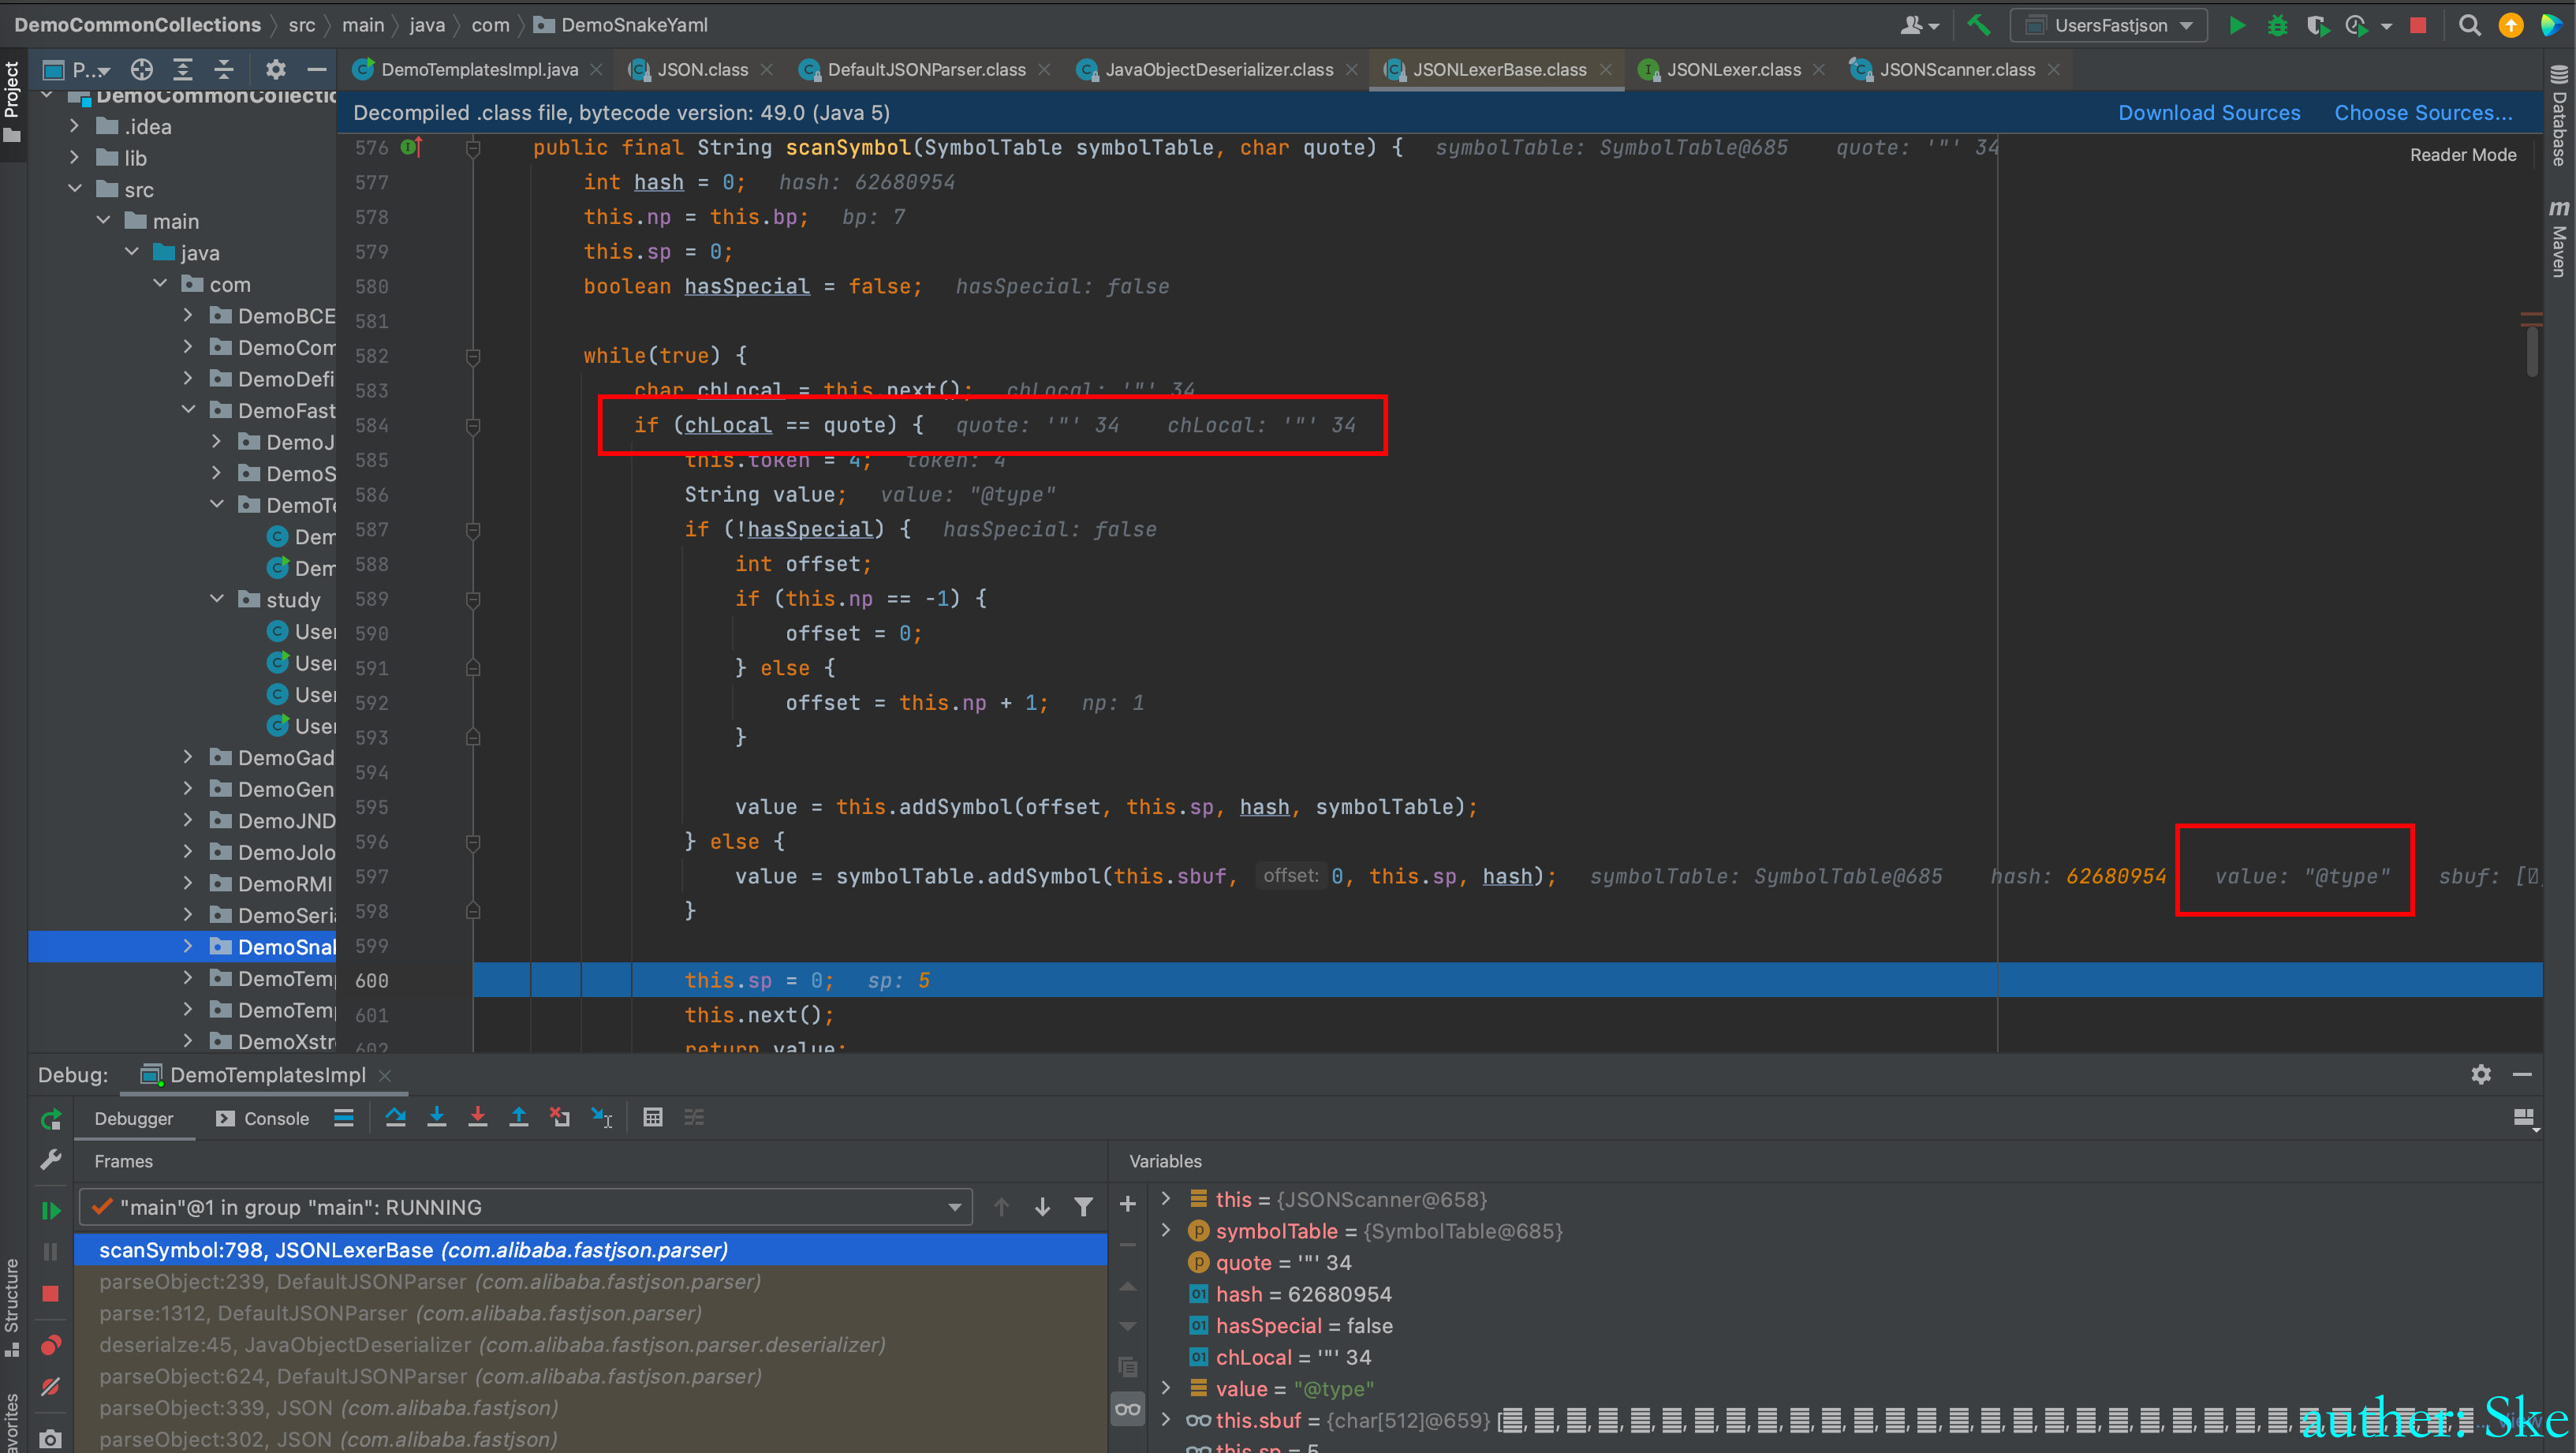 DemoCommonCollections > src > main > java > com > DemoSnakeYaml
UsersFastjson
Project
P...
DemoTemplatesImpl.java
JSON.class
DefaultJSONParser.class
JavaObjectDeserializer.class
JSONLexerBase.class
JSONLexer.class
JSONScanner.class
Decompiled .class file, bytecode version: 49.0 (Java 5)
Download Sources
Choose Sources...
Reader Mode
Database
Maven
DemoCommonCollectio
.idea
lib
src
main
java
com
DemoBCE
DemoCom
DemoDefi
DemoFast
DemoJ
DemoS
DemoTe
Dem
Dem
study
User
User
User
User
DemoGad
DemoGen
DemoJND
DemoJolo
DemoRMI
DemoSeria
DemoSnak
DemoTemp
DemoTemp
DemoXstr
576 public final String scanSymbol(SymbolTable symbolTable, char quote) { symbolTable: SymbolTable@685 quote: '"' 34
577 int hash = 0; hash: 62680954
578 this.np = this.bp; bp: 7
579 this.sp = 0;
580 boolean hasSpecial = false; hasSpecial: false
581
582 while(true) {
583 char chLocal = this.next(); chLocal: '"' 34
584 if (chLocal == quote) { quote: '"' 34 chLocal: '"' 34
585 this.token = 4; token: 4
586 String value; value: "@type"
587 if (!hasSpecial) { hasSpecial: false
588 int offset;
589 if (this.np == -1) {
590 offset = 0;
591 } else {
592 offset = this.np + 1; np: 1
593 }
594
595 value = this.addSymbol(offset, this.sp, hash, symbolTable);
596 } else {
597 value = symbolTable.addSymbol(this.sbuf, offset: 0, this.sp, hash); symbolTable: SymbolTable@685 hash: 62680954 value: "@type" sbuf: [
598 }
599
600 this.sp = 0; sp: 5
601 this.next();
602 return value;
Debug: DemoTemplatesImpl
Debugger
Console
Frames
Variables
"main"@1 in group "main": RUNNING
scanSymbol:798, JSONLexerBase (com.alibaba.fastjson.parser)
parseObject:239, DefaultJSONParser (com.alibaba.fastjson.parser)
parse:1312, DefaultJSONParser (com.alibaba.fastjson.parser)
deserialze:45, JavaObjectDeserializer (com.alibaba.fastjson.parser.deserializer)
parseObject:624, DefaultJSONParser (com.alibaba.fastjson.parser)
parseObject:339, JSON (com.alibaba.fastjson)
parseObject:302, JSON (com.alibaba.fastjson)
this = {JSONScanner@658}
symbolTable = {SymbolTable@685}
quote = '"' 34
hash = 62680954
hasSpecial = false
chLocal = '"' 34
value = "@type"
this.sbuf = {char[512]@659}
this.sp = 5
Structure
avorites
auther: Ske